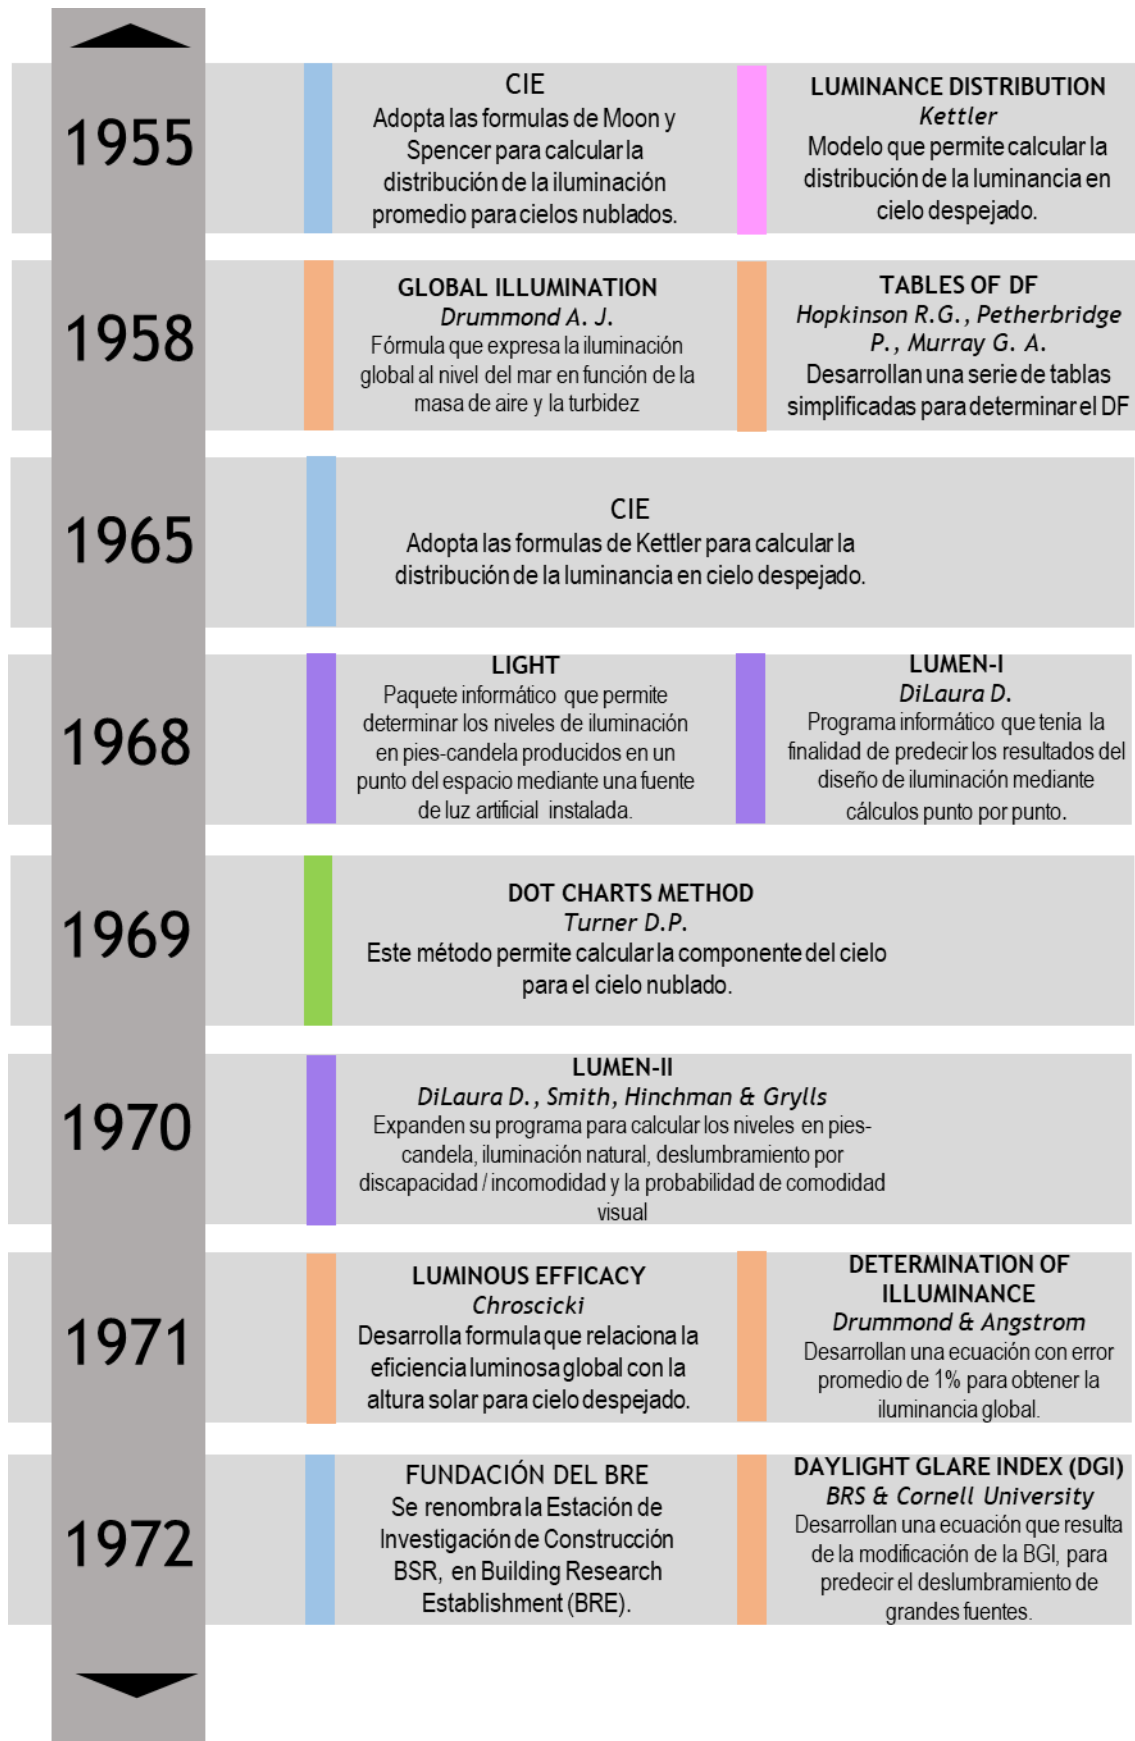 1955
CIE
Adopta las formulas de Moon y
Spencer para calcular la
distribución de la iluminación
promedio para cielos nublados.
LUMINANCE DISTRIBUTION
Kettler
Modelo que permite calcular la
distribución de la luminancia en
cielo despejado.
1958
GLOBAL ILLUMINATION
Drummond A. J.
Fórmula que expresa la iluminación
global al nivel del mar en función de la
masa de aire y la turbidez
TABLES OF DF
Hopkinson R.G., Petherbridge
P., Murray G. A.
Desarrollan una serie de tablas
simplificadas para determinar el DF
1965
CIE
Adopta las formulas de Kettler para calcular la
distribución de la luminancia en cielo despejado.
1968
LIGHT
Paquete informático que permite
determinar los niveles de iluminación
en pies-candela producidos en un
punto del espacio mediante una fuente
de luz artificial instalada.
LUMEN-I
DiLaura D.
Programa informático que tenía la
finalidad de predecir los resultados del
diseño de iluminación mediante
cálculos punto por punto.
1969
DOT CHARTS METHOD
Turner D.P.
Este método permite calcular la componente del cielo
para el cielo nublado.
1970
LUMEN-II
DiLaura D., Smith, Hinchman & Grylls
Expanden su programa para calcular los niveles en pies-
candela, iluminación natural, deslumbramiento por
discapacidad / incomodidad y la probabilidad de comodidad
visual
1971
LUMINOUS EFFICACY
Chroscicki
Desarrolla formula que relaciona la
eficiencia luminosa global con la
altura solar para cielo despejado.
DETERMINATION OF
ILLUMINANCE
Drummond & Angstrom
Desarrollan una ecuación con error
promedio de 1% para obtener la
iluminancia global.
1972
FUNDACIÓN DEL BRE
Se renombra la Estación de
Investigación de Construcción
BSR, en Building Research
Establishment (BRE).
DAYLIGHT GLARE INDEX (DGI)
BRS & Cornell University
Desarrollan una ecuación que resulta
de la modificación de la BGI, para
predecir el deslumbramiento de
grandes fuentes.